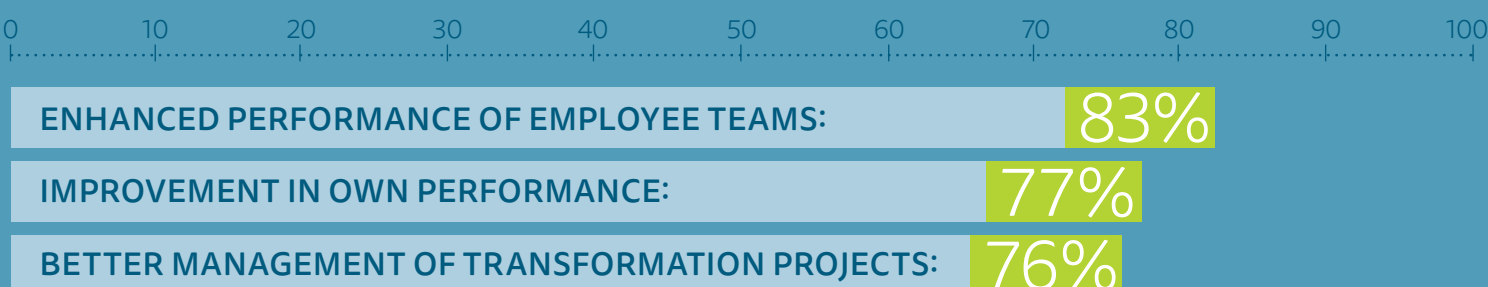 0 10 20 30 40 50 60 70 80 90 100
ENHANCED PERFORMANCE OF EMPLOYEE TEAMS: 83%
IMPROVEMENT IN OWN PERFORMANCE: 77%
BETTER MANAGEMENT OF TRANSFORMATION PROJECTS: 76%